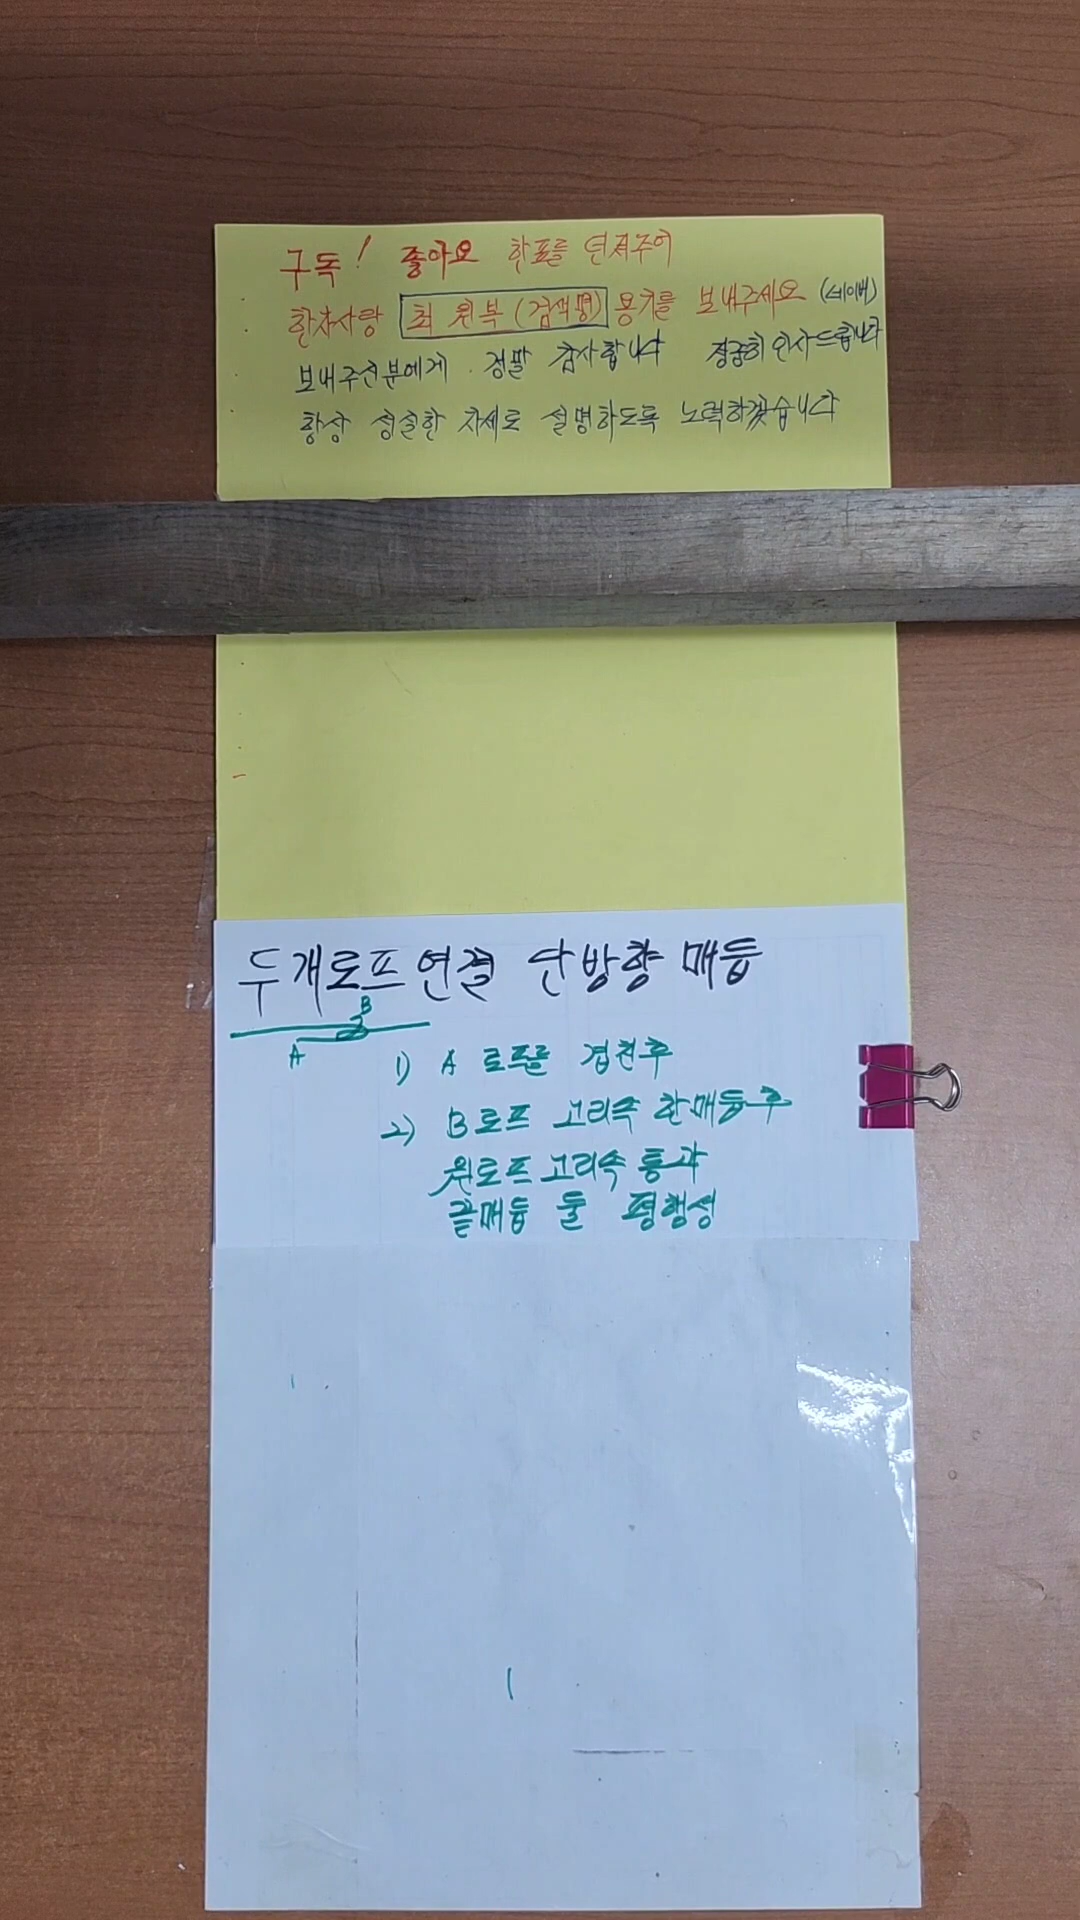 구독! 좋아요 한표를 던져주어
한자사랑 최원복(검색명) 용기를 보내주세요 (네이버)
보내주신분에게. 정말 감사합니다 정중히 인사드립니다
항상 성실한 자세로 설명하도록 노력하겠습니다
두개로프연결 단방향 매듭
B
A
1) A 로프를 겹친후
2) B로프 고리속 한매듭후
윗로프 고리속 통과
끝매듭 둘 평행성